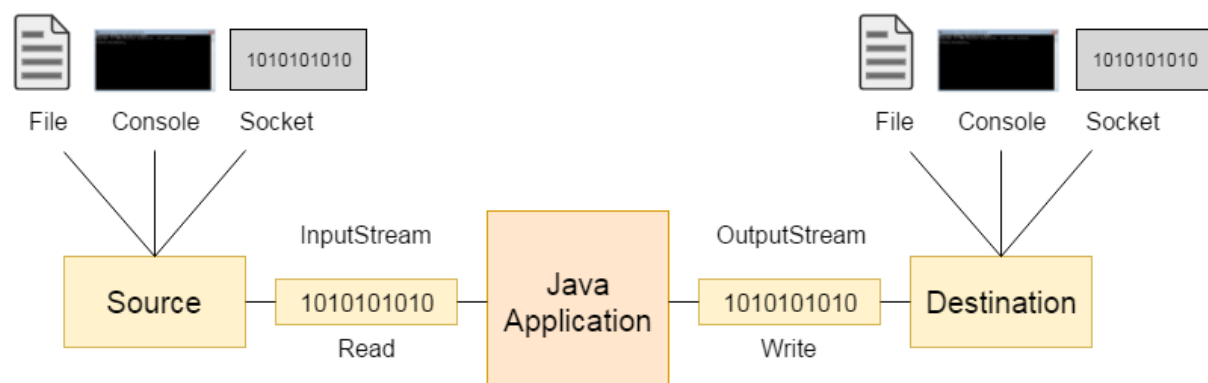 1010101010
1010101010
File Console Socket
File Console Socket
InputStream
OutputStream
Source
1010101010
Java
Application
1010101010
Destination
Read
Write